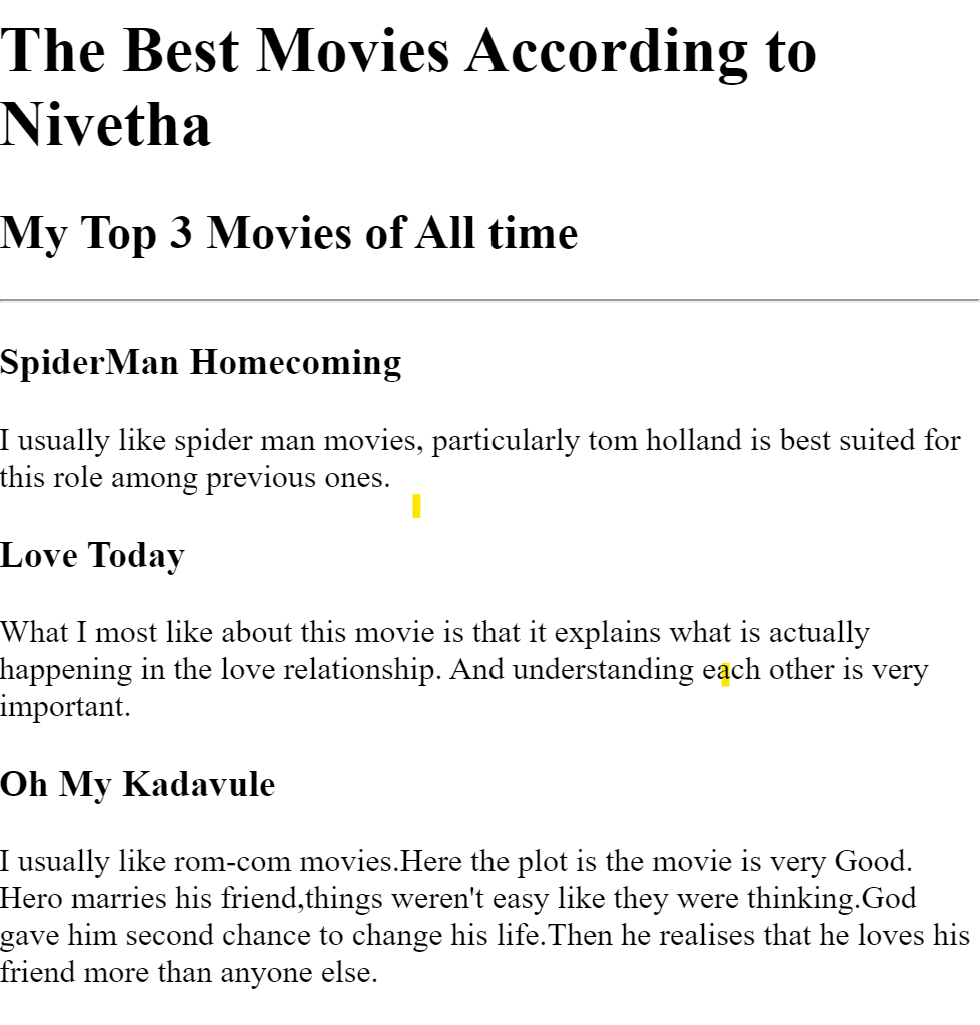 The Best Movies According to
Nivetha
My Top 3 Movies of All time
SpiderMan Homecoming
I usually like spider man movies, particularly tom holland is best suited for
this role among previous ones.
Love Today
What I most like about this movie is that it explains what is actually
happening in the love relationship. And understanding each other is very
important.
Oh My Kadavule
I usually like rom-com movies.Here the plot is the movie is very Good.
Hero marries his friend,things weren't easy like they were thinking.God
gave him second chance to change his life.Then he realises that he loves his
friend more than anyone else.